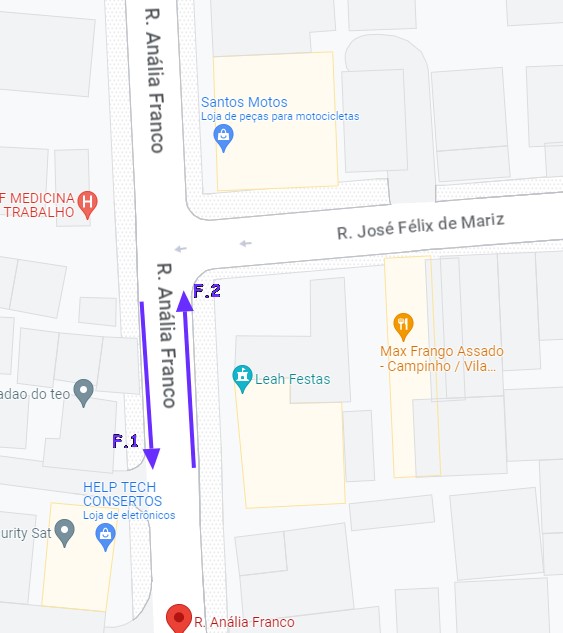 R. Anália Franco
Santos Motos
Loja de peças para motocicletas
F MEDICINA
TRABALHO
H
R. José Félix de Mariz
R. Anália Franco
F.2
Max Frango Assado
- Campinho / Vila...
Leah Festas
adao do teo
F.1
HELP TECH
CONSERTOS
Loja de eletrônicos
urity Sat
R. Anália Franco